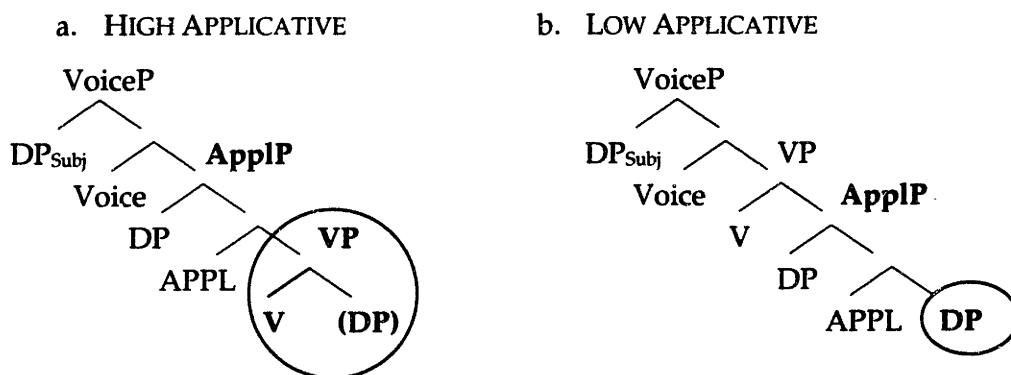 a. HIGH APPLICATIVE b. LOW APPLICATIVE
VoiceP VoiceP
DPSubj ApplP DPSubj VP
Voice Voice ApplP
DP VP V
APPL DP
V (DP) APPL DP